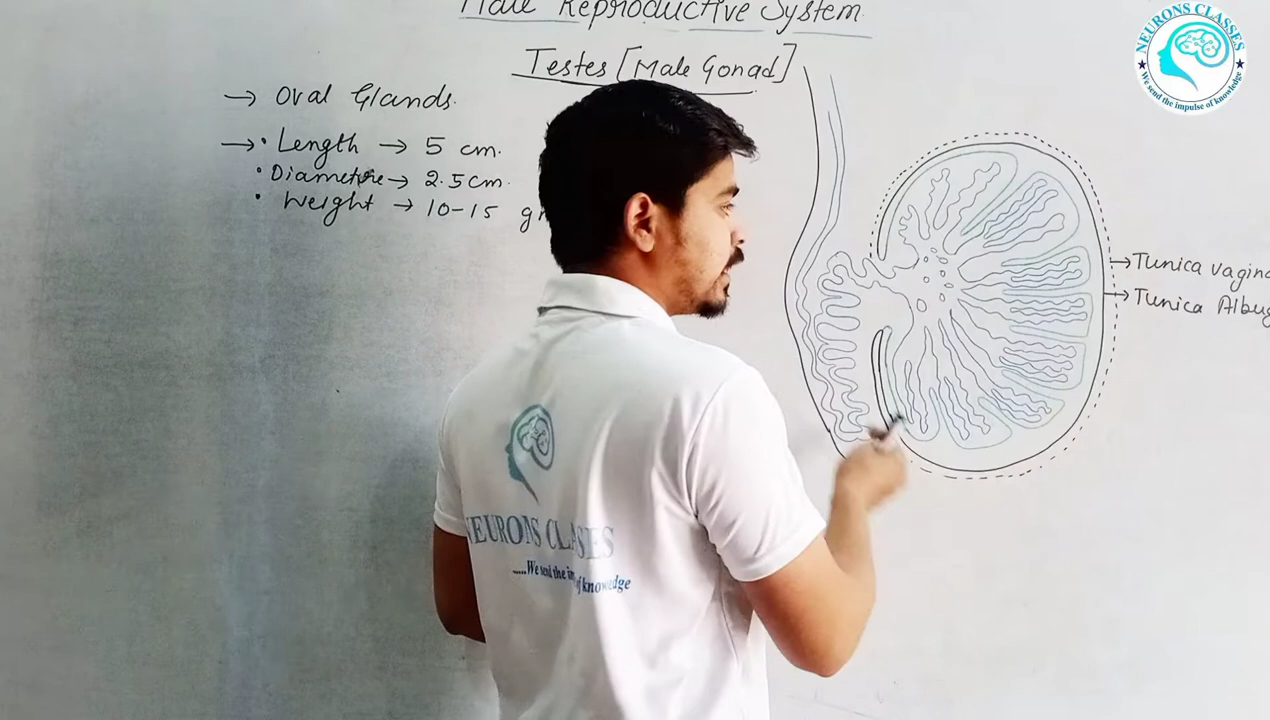 Male Reproductive System
Testes [Male Gonad]
→ Oval Glands.
→ • Length → 5 cm.
• Diameture → 2.5 cm.
• Weight → 10-15 g
→ Tunica vagina
→ Tunica Albug
NEURONS CLASSES
We send the impulse of knowledge
NEURONS CLASSES
.....We send the of knowledge